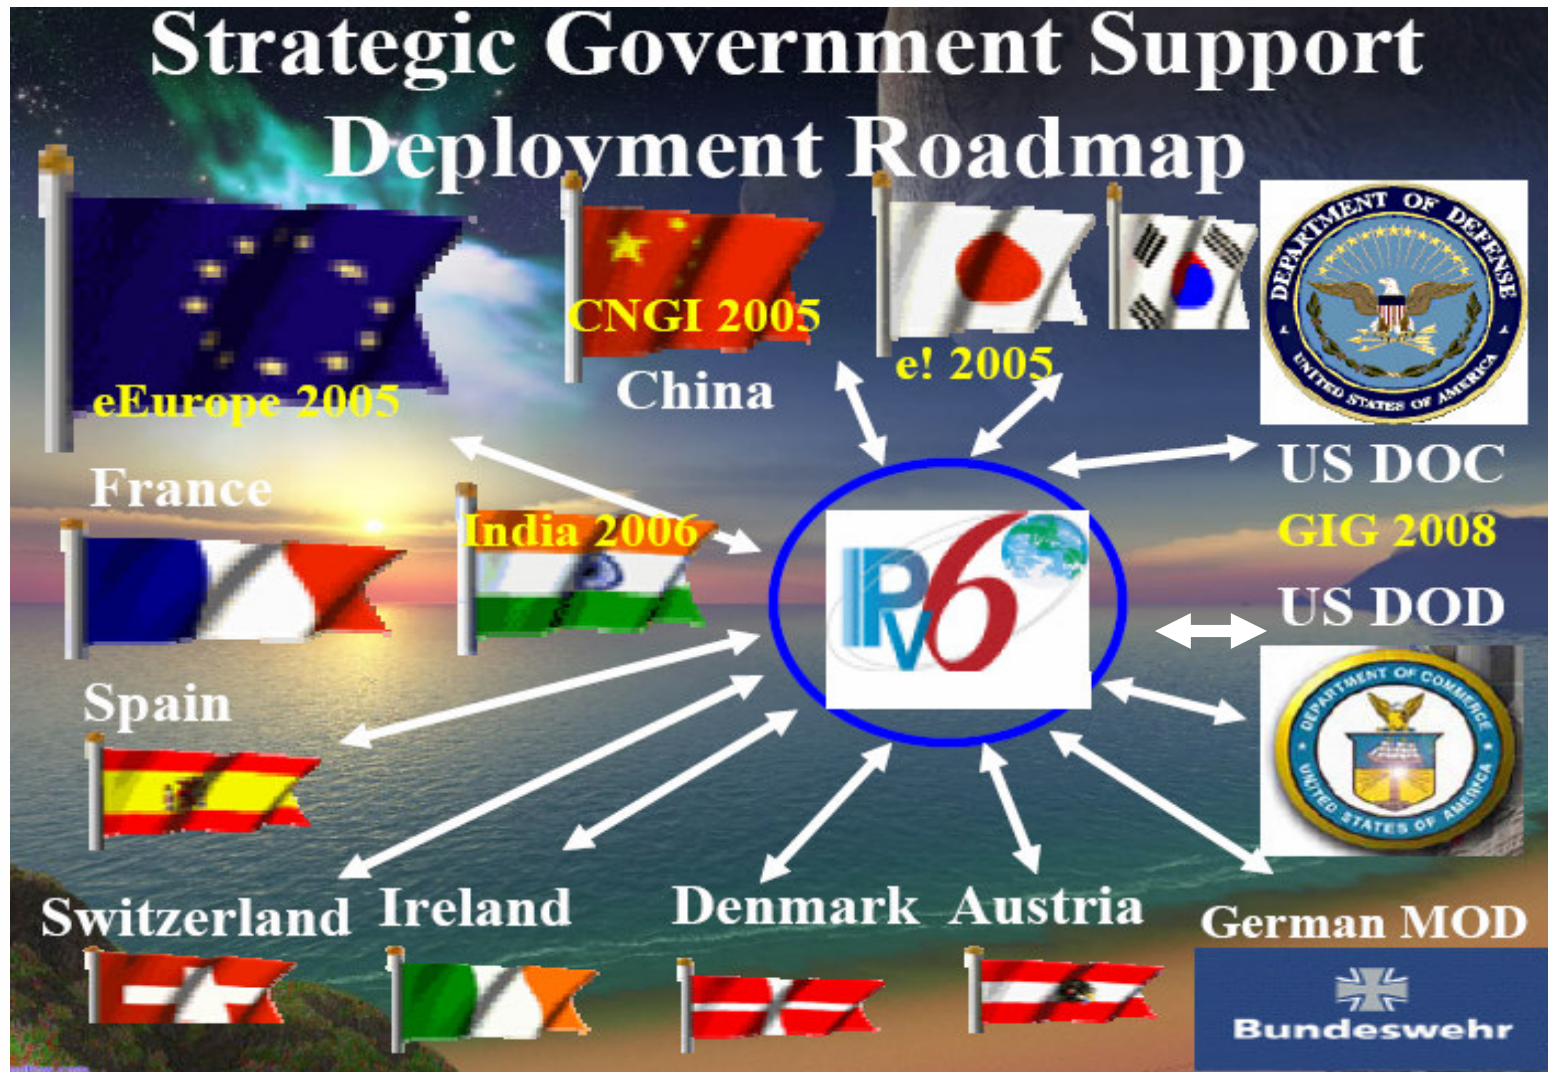 Strategic Government Support
Deployment Roadmap
CNGI 2005
China
e! 2005
DEPARTMENT OF DEFENSE
UNITED STATES OF AMERICA
eEurope 2005
US DOC
GIG 2008
US DOD
France
India 2006
IPv6
DEPARTMENT OF COMMERCE
UNITED STATES OF AMERICA
Spain
Switzerland
Ireland
Denmark
Austria
German MOD
Bundeswehr